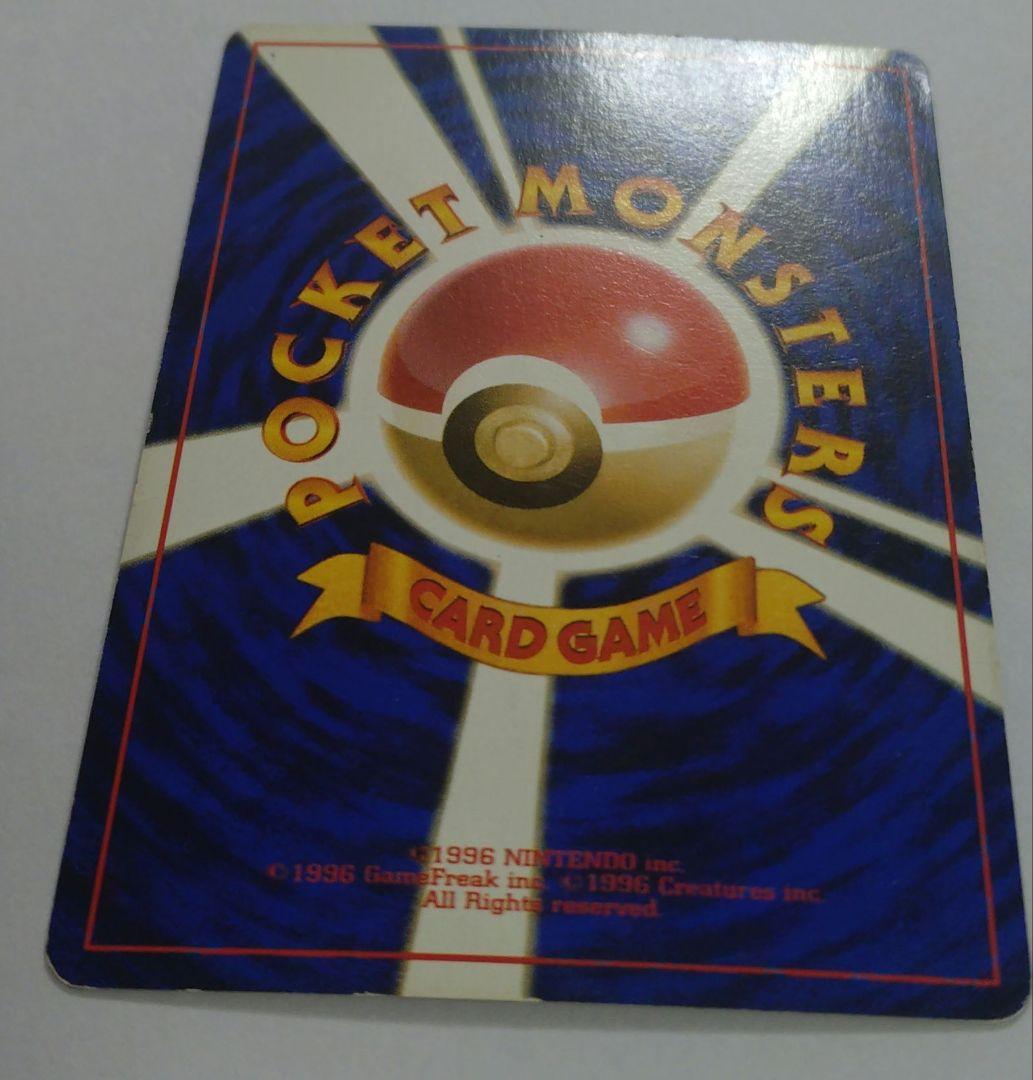 POCKET MONSTERS
CARD GAME
©1996 NINTENDO inc.
©1996 GameFreak inc. ©1996 Creatures inc.
All Rights reserved.